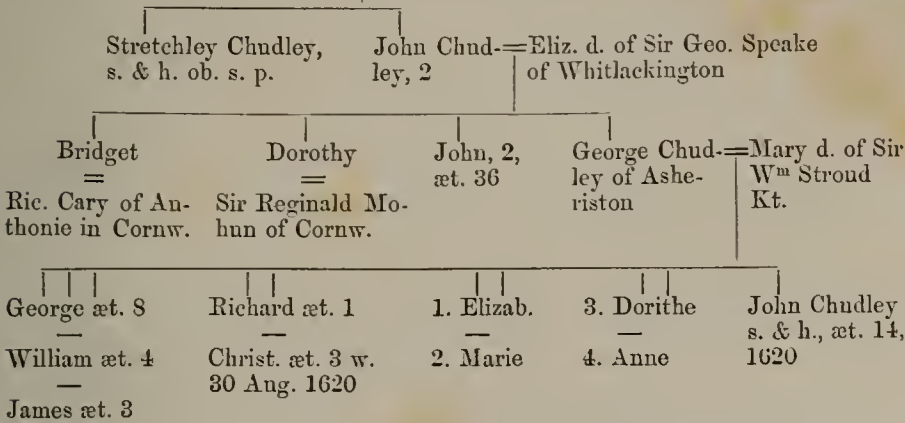 Stretchley Chudley,
s. & h. ob. s. p.
John Chud-
ley, 2
=Eliz. d. of Sir Geo. Speake
of Whitlackington
Bridget
=
Ric. Cary of An-
thonie in Cornw.
Dorothy
=
Sir Reginald Mo-
hun of Cornw.
John, 2,
æt. 36
George Chud-
ley of Ashe-
riston
=Mary d. of Sir
Wm Stroud
Kt.
George æt. 8
—
William æt. 4
—
James æt. 3
Richard æt. 1
—
Christ. æt. 3 w.
30 Aug. 1620
1. Elizab.
—
2. Marie
3. Dorithe
—
4. Anne
John Chudley
s. & h., æt. 14,
1620